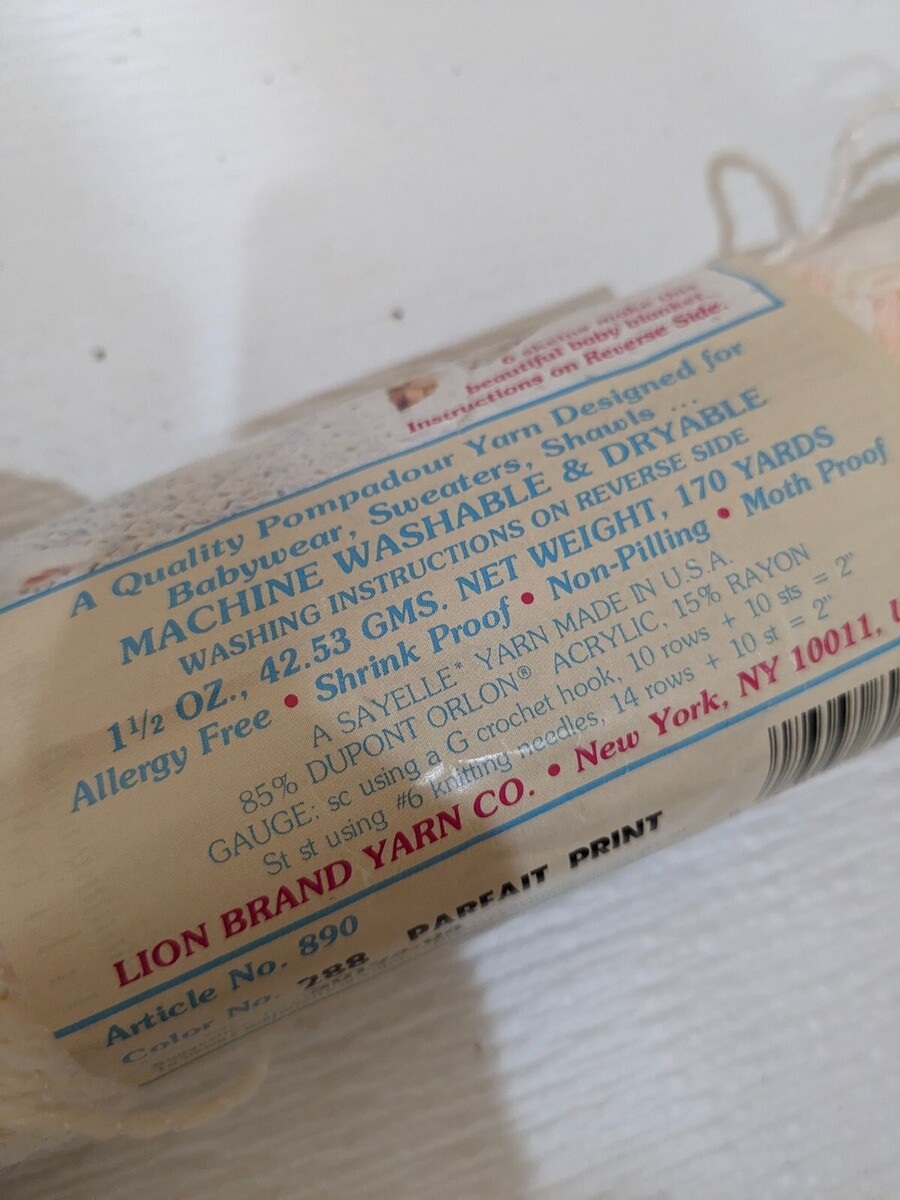 6 skeins make this
beautiful baby blanket.
Instructions on Reverse Side.
A Quality Pompadour Yarn Designed for
Babywear, Sweaters, Shawls ...
MACHINE WASHABLE & DRYABLE
WASHING INSTRUCTIONS ON REVERSE SIDE
1½ OZ., 42.53 GMS. NET WEIGHT, 170 YARDS
Allergy Free • Shrink Proof • Non-Pilling • Moth Proof
A SAYELLE* YARN MADE IN U.S.A.
85% DUPONT ORLON® ACRYLIC, 15% RAYON
GAUGE: sc using a G crochet hook, 10 rows + 10 sts = 2"
St st using #6 knitting needles, 14 rows + 10 st = 2"
LION BRAND YARN CO. • New York, NY 10011, U
Article No. 890
Color No. 288 PARFAIT PRINT